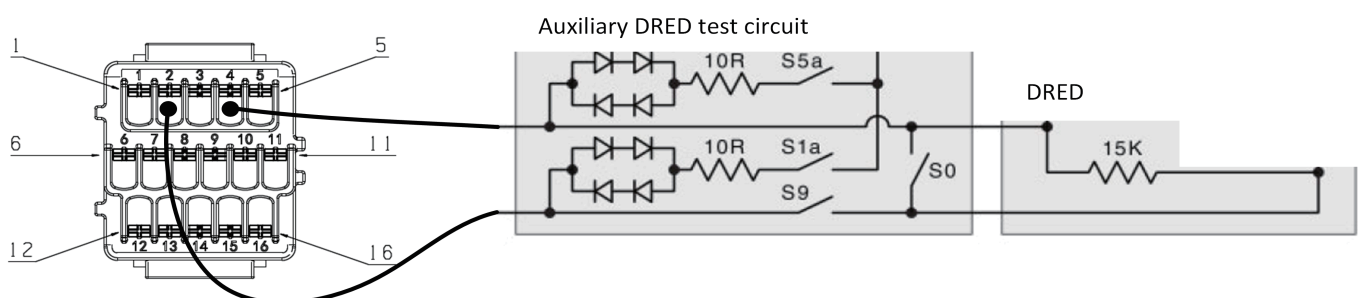 Auxiliary DRED test circuit
1
5
1 2 3 4 5
10R
S5a
DRED
6
6 7 8 9 10 11
11
10R
S1a
15K
S0
S9
12
12 13 14 15 16
16